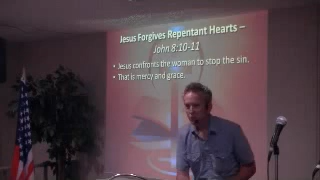 Jesus Forgives Repentant Hearts –
John 8:10-11
• Jesus confronts the woman to stop the sin.
• That is mercy and grace.